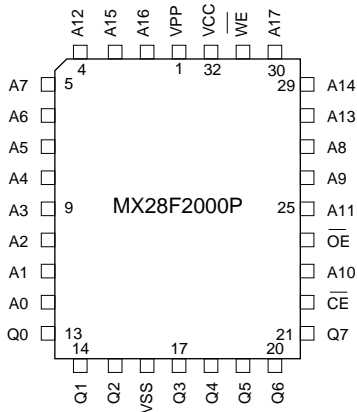 A12 A15 A16 VPP VCC WE A17
4 1 32 30
A7 5 29 A14
A6 A13
A5 A8
A4 A9
A3 9 MX28F2000P 25 A11
A2 OE
A1 A10
A0 CE
Q0 13 21 Q7
14 17 20
Q1 Q2 VSS Q3 Q4 Q5 Q6